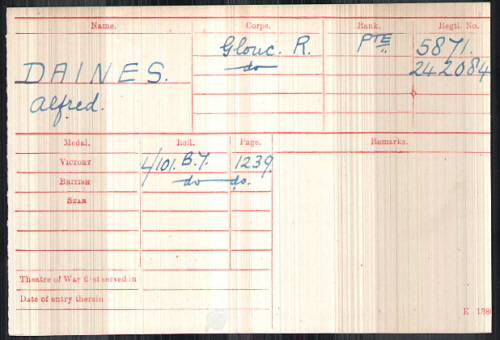 Name. Corps. Rank. Regtl. No.
DAINES. Glouc. R. PTE 5871.
Alfred. do 242084
Medal. Roll. Page. Remarks.
VICTORY L/101.B.7. 1239.
BRITISH do do.
STAR
Theatre of War first served in
Date of entry therein
K 1380